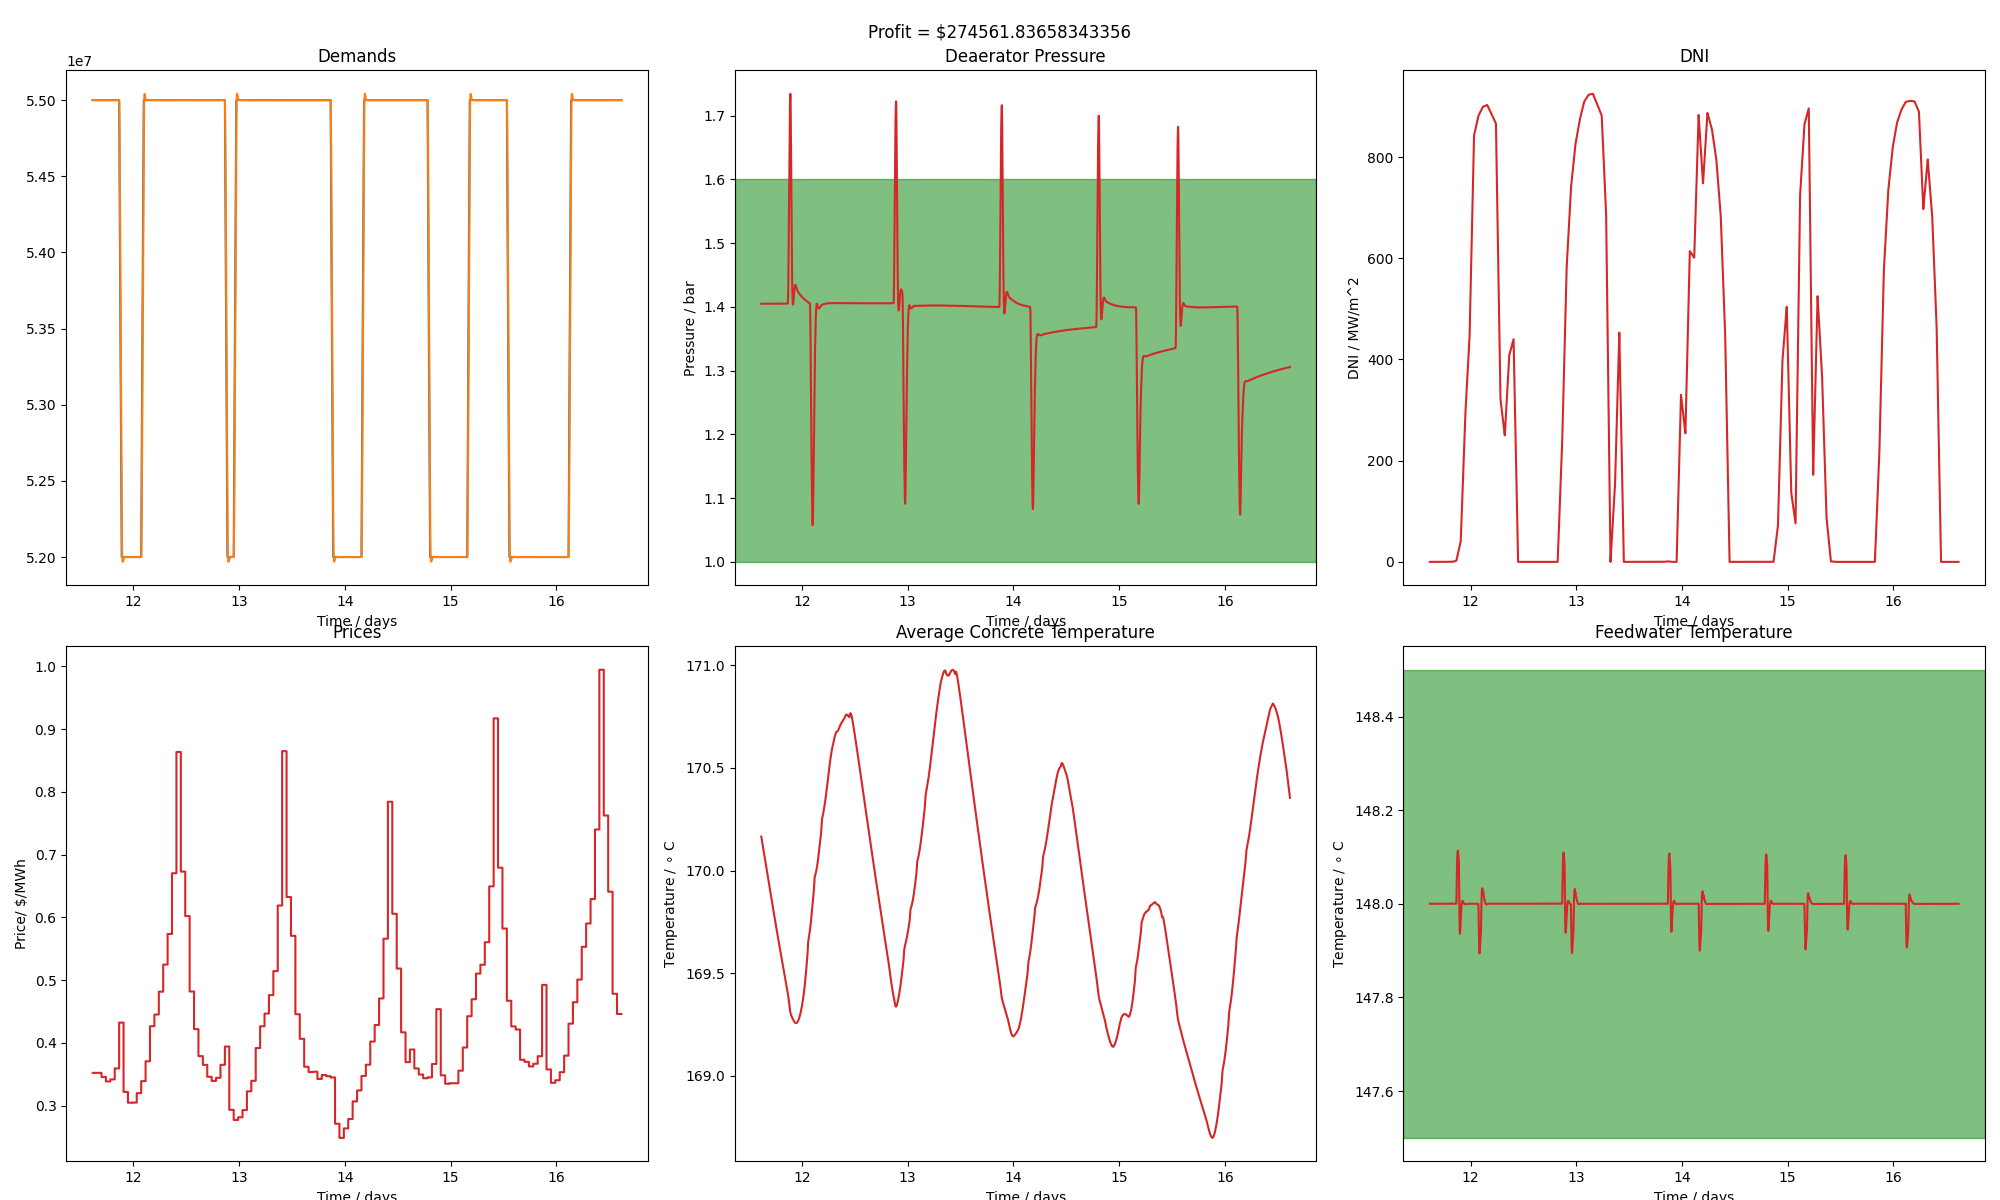 Profit = $274561.83658343356
Demands
1e7
5.50
5.45
5.40
5.35
5.30
5.25
5.20
12 13 14 15 16
Time / days
Deaerator Pressure
Pressure / bar
1.7
1.6
1.5
1.4
1.3
1.2
1.1
1.0
12 13 14 15 16
Time / days
DNI
DNI / MW/m^2
800
600
400
200
0
12 13 14 15 16
Time / days
Prices
Price/ $/MWh
1.0
0.9
0.8
0.7
0.6
0.5
0.4
0.3
12 13 14 15 16
Time / days
Average Concrete Temperature
Temperature / ∘ C
171.0
170.5
170.0
169.5
169.0
12 13 14 15 16
Time / days
Feedwater Temperature
Temperature / ∘ C
148.4
148.2
148.0
147.8
147.6
12 13 14 15 16
Time / days